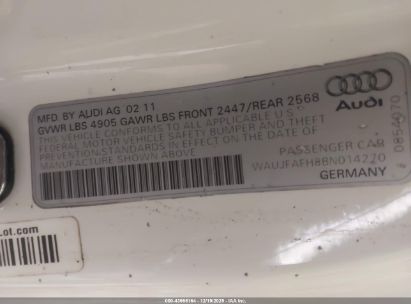 MFD BY AUDI AG 02 11
GVWR LBS 4905 GAWR LBS FRONT 2447/REAR 2568
THIS VEHICLE CONFORMS TO ALL APPLICABLE U.S.
FEDERAL MOTOR VEHICLE SAFETY BUMPER AND THEFT
PREVENTION STANDARDS IN EFFECT ON THE DATE OF
MANUFACTURE SHOWN ABOVE
PASSENGER CAR
WAUJFAFH8BN014220
GERMANY
Audi
Lot.com